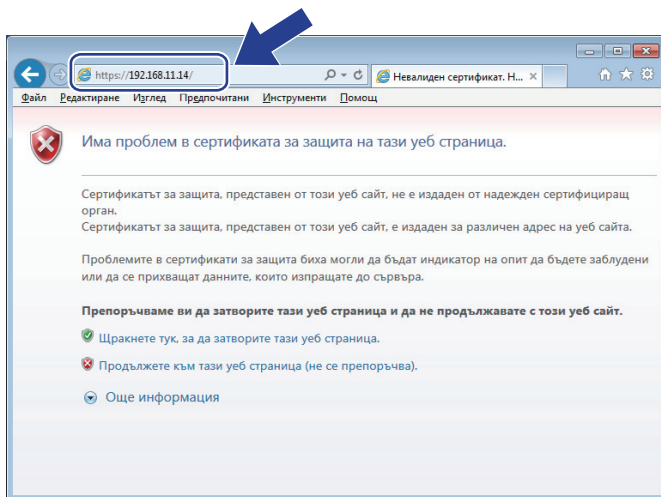 https://192.168.11.14/
Невалиден сертификат. Н...
Файл Редактиране Изглед Предпочитани Инструменти Помощ
Има проблем в сертификата за защита на тази уеб страница.
Сертификатът за защита, представен от този уеб сайт, не е издаден от надежден сертифициращ
орган.
Сертификатът за защита, представен от този уеб сайт, е издаден за различен адрес на уеб сайта.
Проблемите в сертификати за защита биха могли да бъдат индикатор на опит да бъдете заблудени
или да се прихващат данните, които изпращате до сървъра.
Препоръчваме ви да затворите тази уеб страница и да не продължавате с този уеб сайт.
Щракнете тук, за да затворите тази уеб страница.
Продължете към тази уеб страница (не се препоръчва).
Още информация